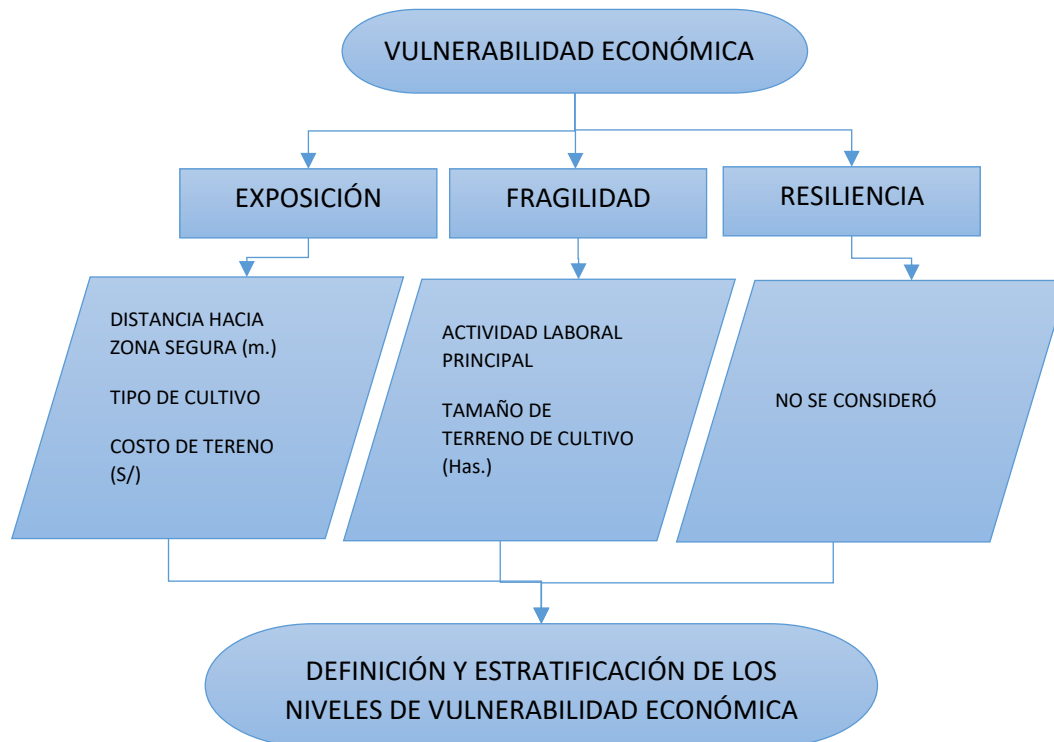 VULNERABILIDAD ECONÓMICA
EXPOSICIÓN
FRAGILIDAD
RESILIENCIA
DISTANCIA HACIA
ZONA SEGURA (m.)
TIPO DE CULTIVO
COSTO DE TERENO
(S/)
ACTIVIDAD LABORAL
PRINCIPAL
TAMAÑO DE
TERRENO DE CULTIVO
(Has.)
NO SE CONSIDERÓ
DEFINICIÓN Y ESTRATIFICACIÓN DE LOS
NIVELES DE VULNERABILIDAD ECONÓMICA